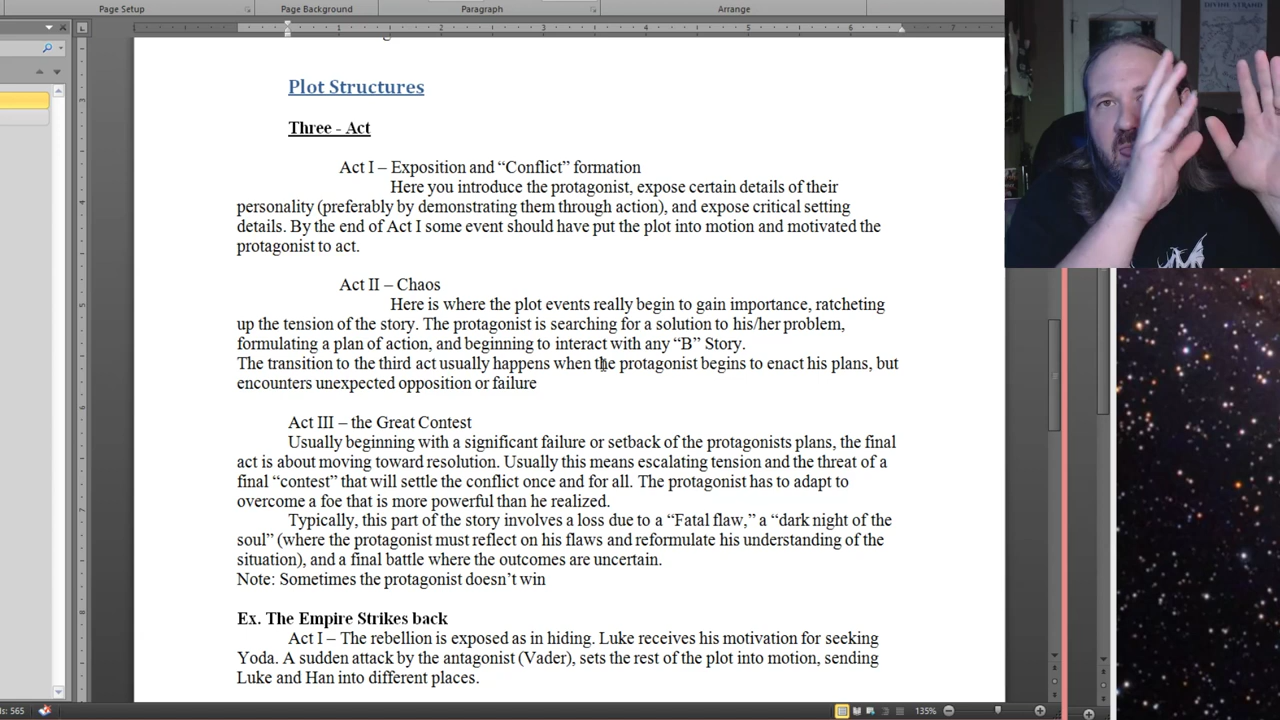 Page Setup
Page Background
Paragraph
Arrange
1 2 3 4 5 6 7
Plot Structures
Three - Act
Act I – Exposition and “Conflict” formation
Here you introduce the protagonist, expose certain details of their
personality (preferably by demonstrating them through action), and expose critical setting
details. By the end of Act I some event should have put the plot into motion and motivated the
protagonist to act.
Act II – Chaos
Here is where the plot events really begin to gain importance, ratcheting
up the tension of the story. The protagonist is searching for a solution to his/her problem,
formulating a plan of action, and beginning to interact with any “B” Story.
The transition to the third act usually happens when the protagonist begins to enact his plans, but
encounters unexpected opposition or failure
Act III – the Great Contest
Usually beginning with a significant failure or setback of the protagonists plans, the final
act is about moving toward resolution. Usually this means escalating tension and the threat of a
final “contest” that will settle the conflict once and for all. The protagonist has to adapt to
overcome a foe that is more powerful than he realized.
Typically, this part of the story involves a loss due to a “Fatal flaw,” a “dark night of the
soul” (where the protagonist must reflect on his flaws and reformulate his understanding of the
situation), and a final battle where the outcomes are uncertain.
Note: Sometimes the protagonist doesn’t win
Ex. The Empire Strikes back
Act I – The rebellion is exposed as in hiding. Luke receives his motivation for seeking
Yoda. A sudden attack by the antagonist (Vader), sets the rest of the plot into motion, sending
Luke and Han into different places.
s: 565
135%